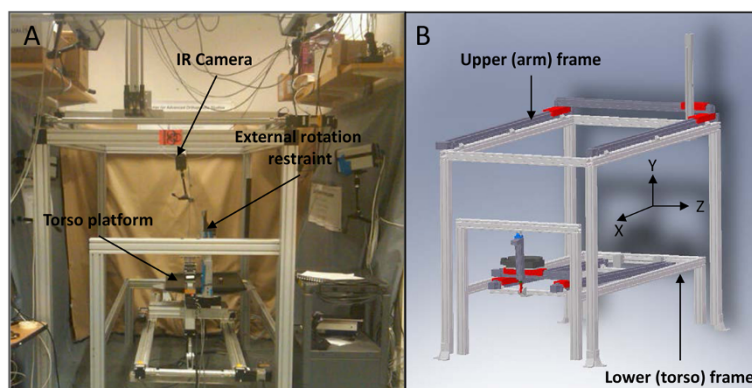 A
IR Camera
External rotation
restraint
Torso platform
B
Upper (arm) frame
Y
Z
X
Lower (torso) frame